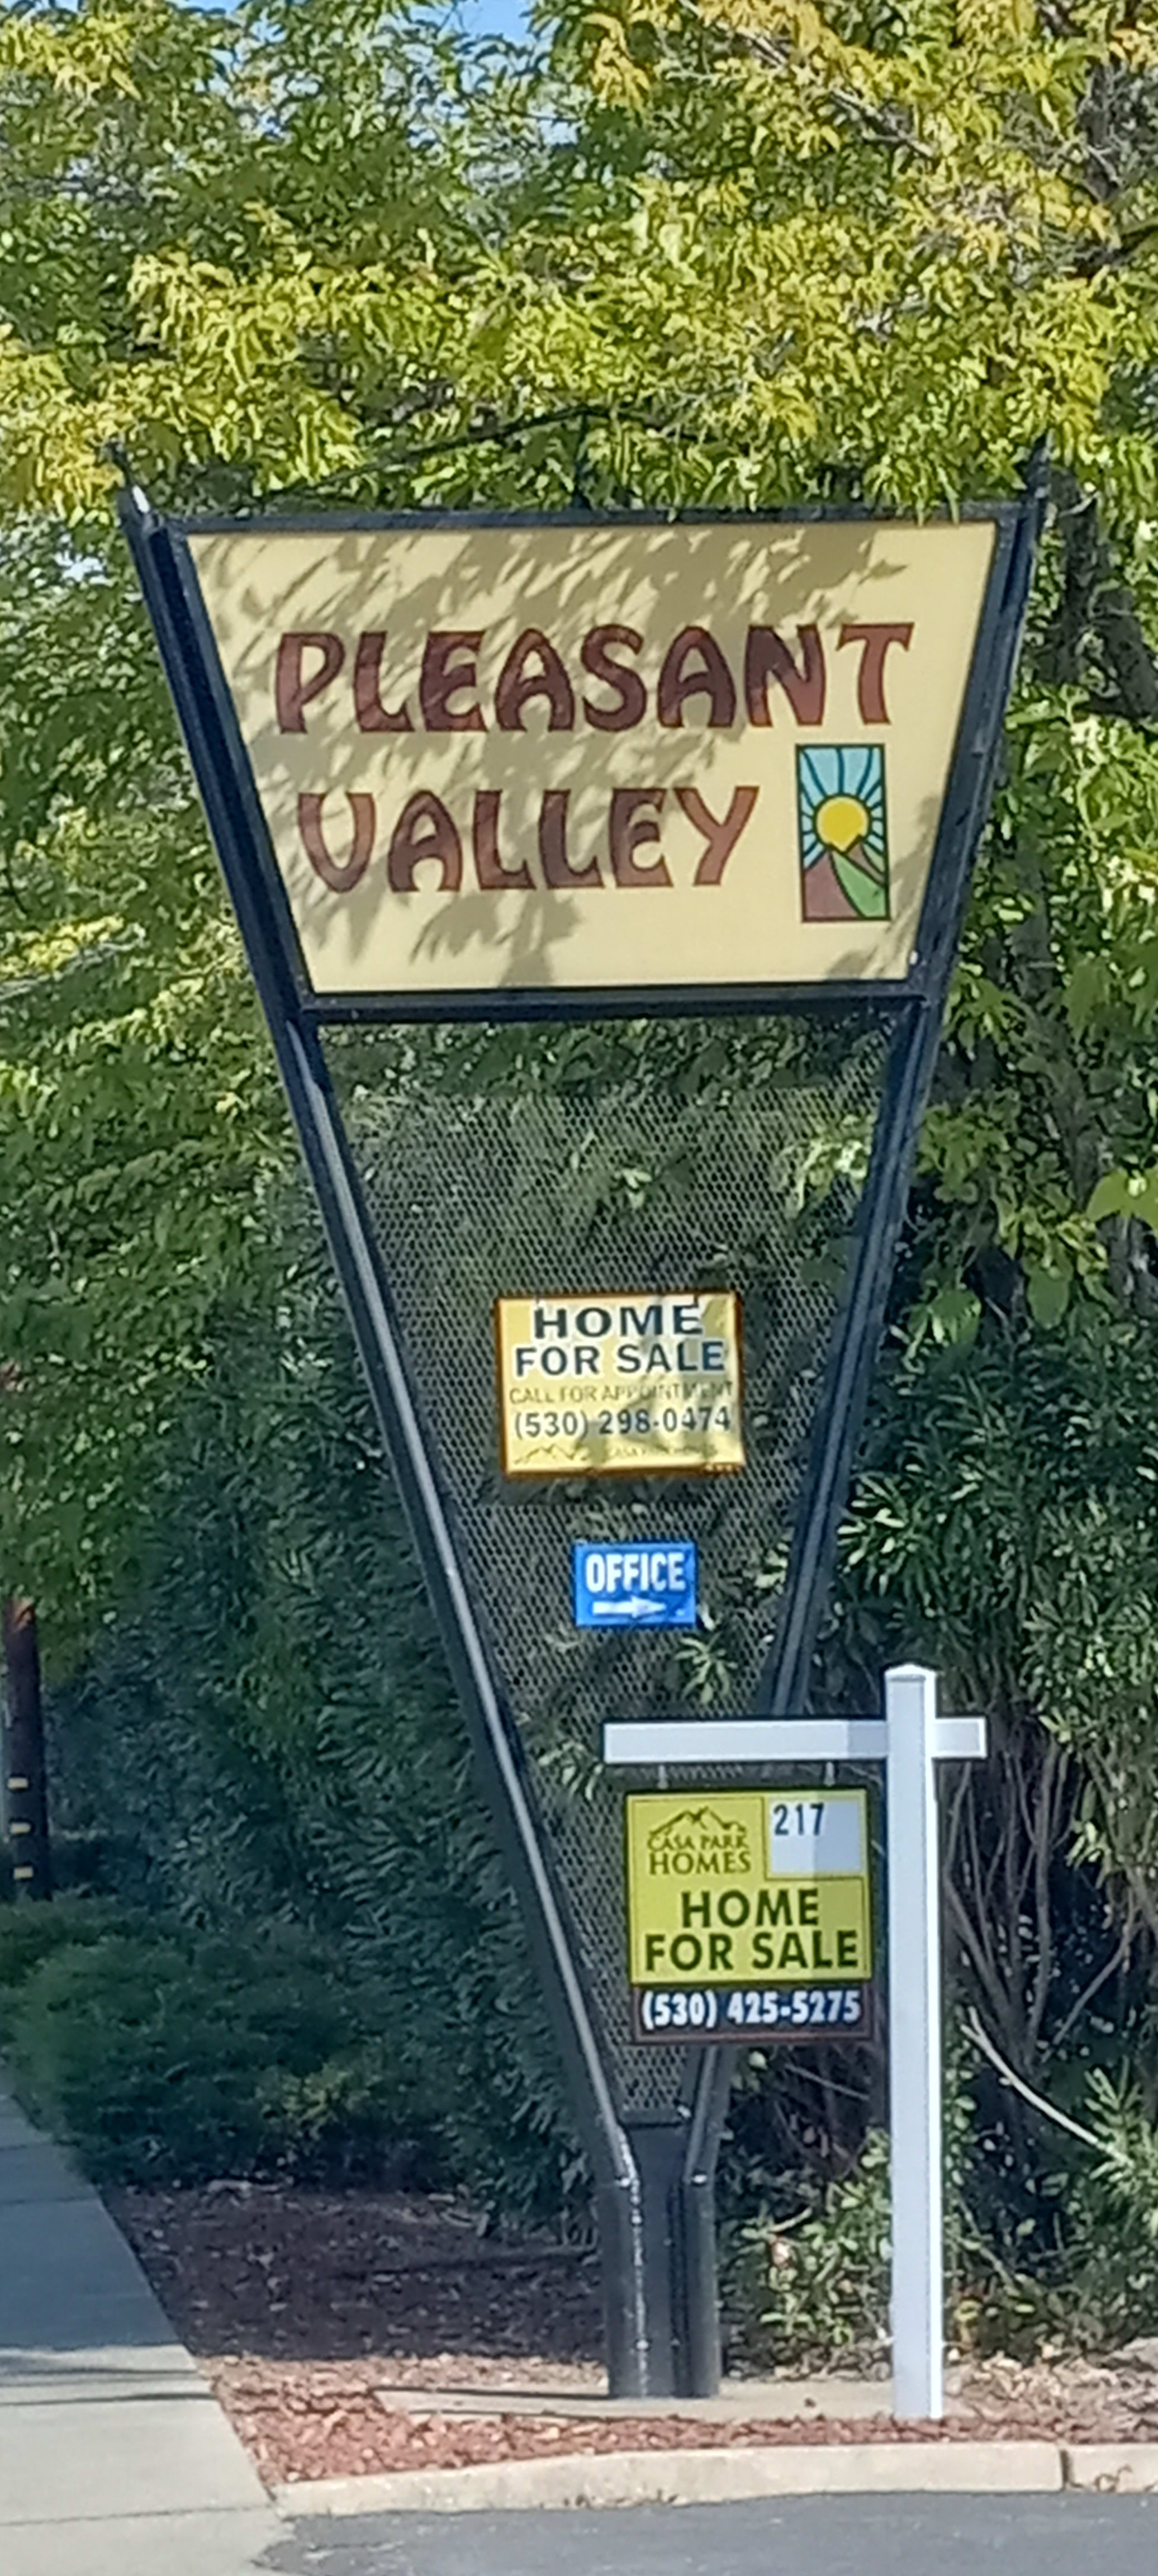 PLEASANT
VALLEY
HOME
FOR SALE
CALL FOR APPOINTMENT
(530) 298-0474
OFFICE
CASA PARK
HOMES
217
HOME
FOR SALE
(530) 425-5275